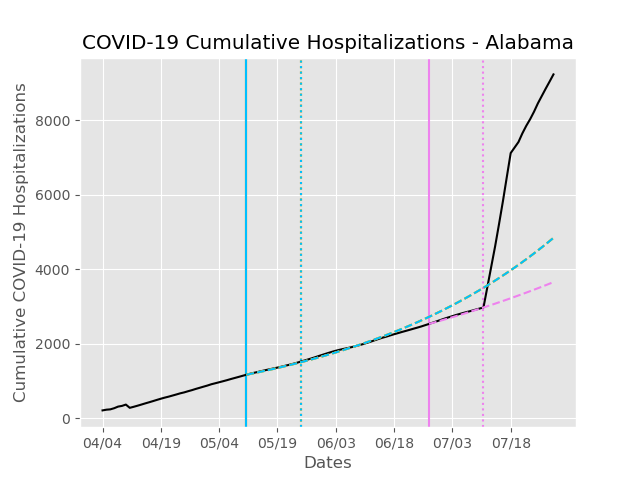 COVID-19 Cumulative Hospitalizations - Alabama
Cumulative COVID-19 Hospitalizations
8000
6000
4000
2000
0
04/04 04/19 05/04 05/19 06/03 06/18 07/03 07/18
Dates